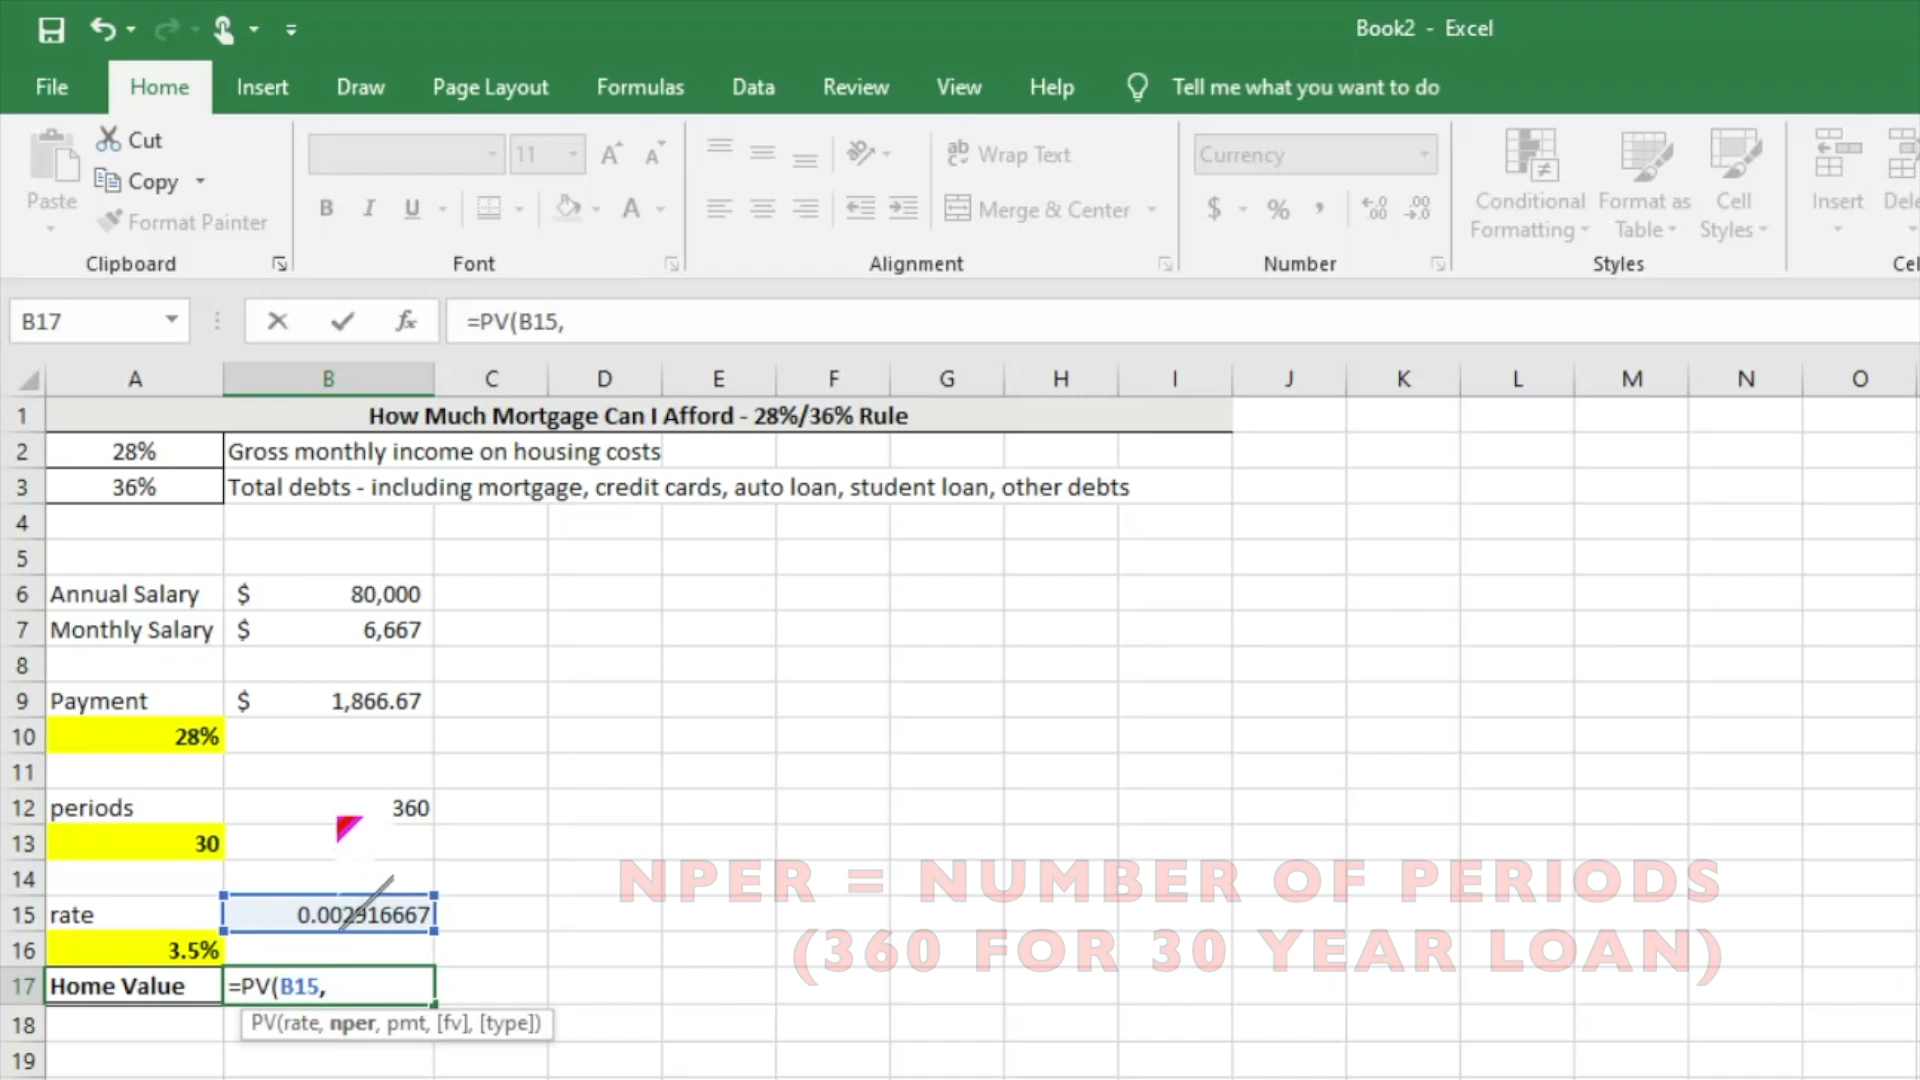 Book2 - Excel
File Home Insert Draw Page Layout Formulas Data Review View Help Tell me what you want to do
Paste
Cut
Copy
Format Painter
Clipboard
11
B I U
Font
Wrap Text
Merge & Center
Alignment
Currency
$ % ,
Number
Conditional Formatting
Format as Table
Cell Styles
Styles
Insert
Dele
Cel
B17 fx =PV(B15,
A B C D E F G H I J K L M N O
1 How Much Mortgage Can I Afford - 28%/36% Rule
2 28% Gross monthly income on housing costs
3 36% Total debts - including mortgage, credit cards, auto loan, student loan, other debts
4
5
6 Annual Salary $ 80,000
7 Monthly Salary $ 6,667
8
9 Payment $ 1,866.67
10 28%
11
12 periods 360
13 30
14
15 rate 0.002916667
16 3.5%
17 Home Value =PV(B15,
18 PV(rate, nper, pmt, [fv], [type])
19
NPER = NUMBER OF PERIODS
(360 FOR 30 YEAR LOAN)